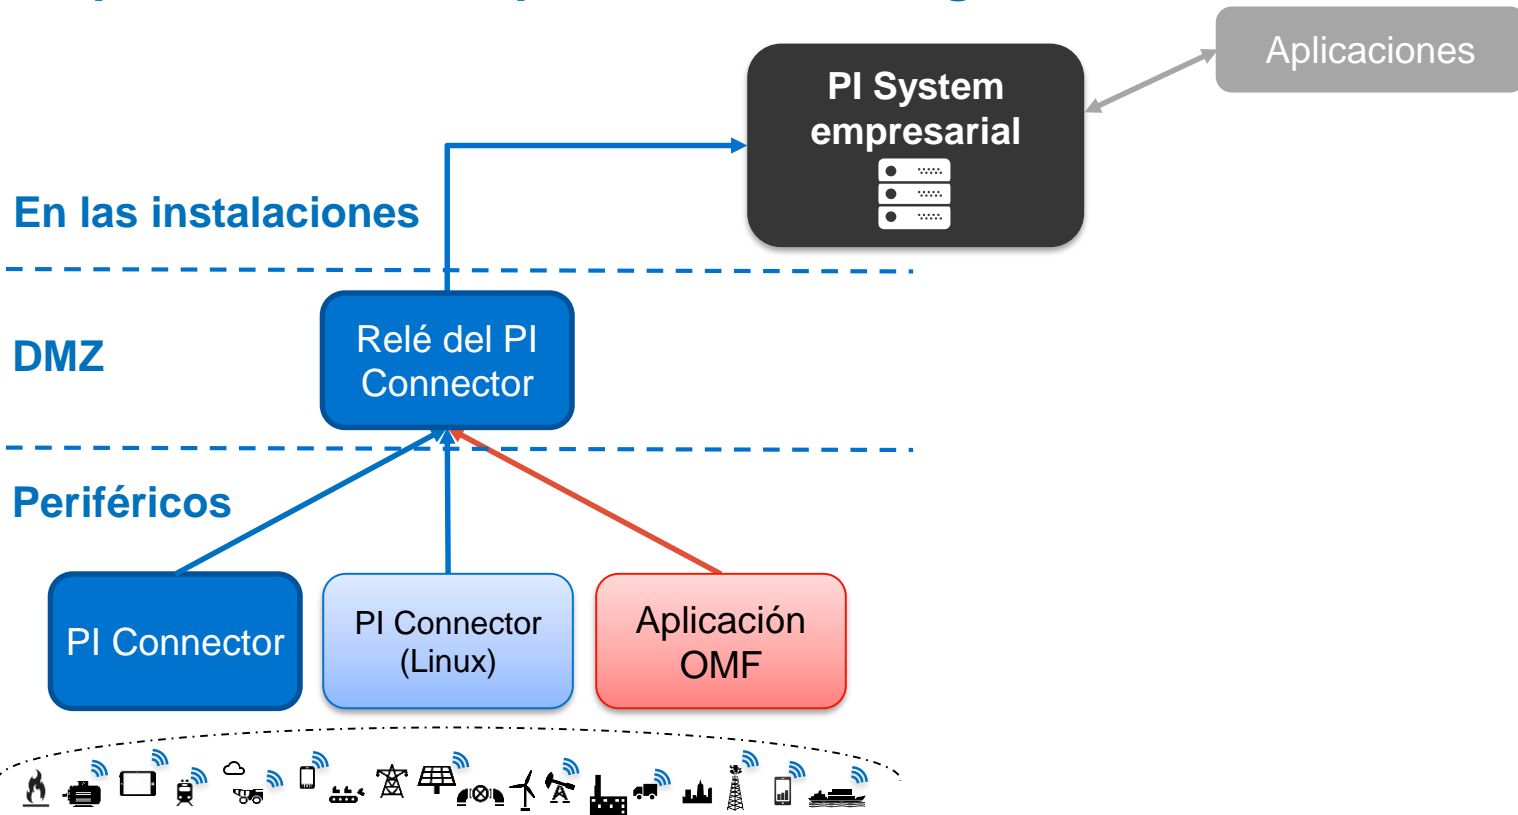 Aplicaciones
PI System
empresarial
En las instalaciones
Relé del PI
Connector
DMZ
Periféricos
PI Connector
PI Connector
(Linux)
Aplicación
OMF